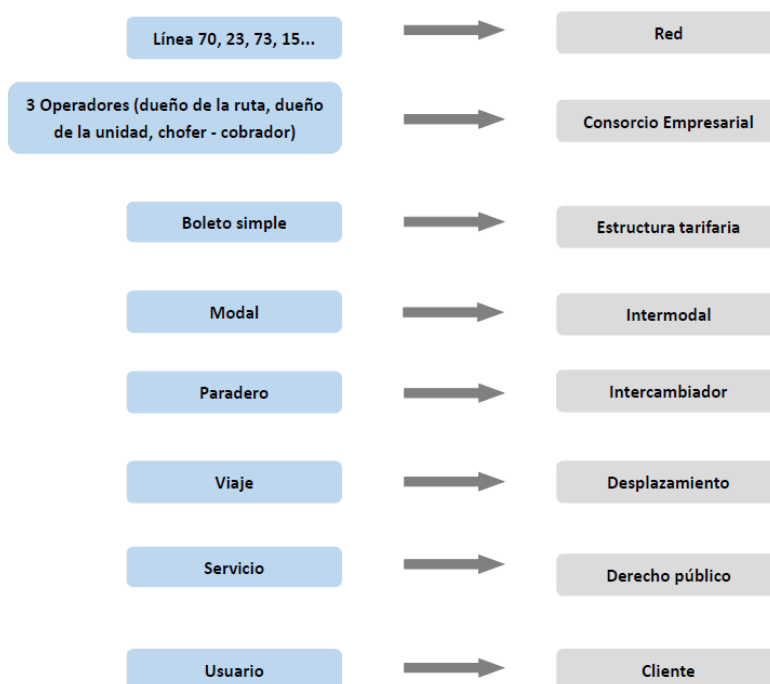 Línea 70, 23, 73, 15...
Red
3 Operadores (dueño de la ruta, dueño
de la unidad, chofer - cobrador)
Consorcio Empresarial
Boleto simple
Estructura tarifaria
Modal
Intermodal
Paradero
Intercambiador
Viaje
Desplazamiento
Servicio
Derecho público
Usuario
Cliente